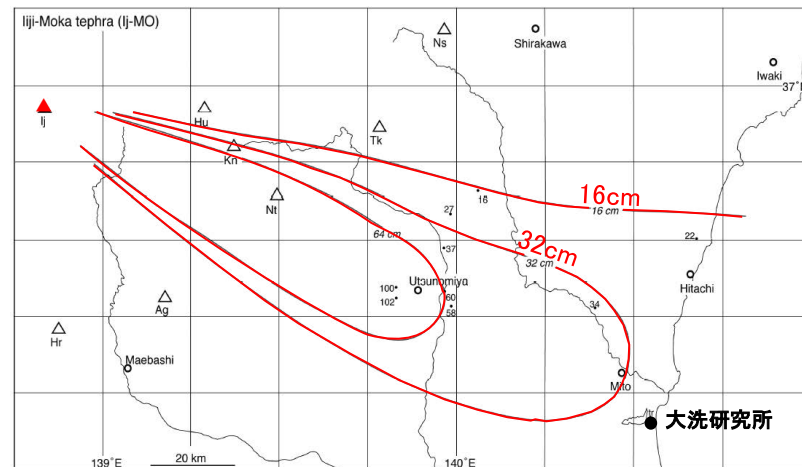 Iiji-Moka tephra (Ij-MO)
Ns
Shirakawa
Iwaki
37°N
Ij
Hu
Tk
Kn
Nt
16
16cm
16 cm
27
64 cm
32cm
22
37
32 cm
Hitachi
100
Utsunomiya
102
60
58
34
Ag
Hr
Maebashi
Mito
大洗研究所
139°E
20 km
140°E